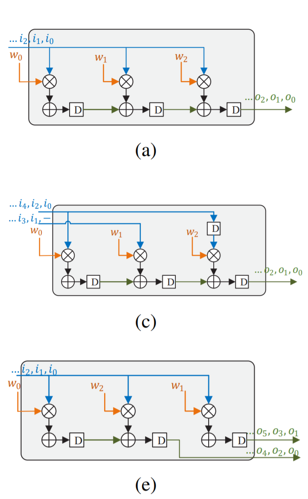 ... i₂, i₁, i₀
w₀ w₁ w₂
D D D
... o₂, o₁, o₀
(a)
... i₄, i₂, i₀
... i₃, i₁, −
D
w₀ w₁ w₂
D D D
... o₂, o₁, o₀
(c)
... i₂, i₁, i₀
w₀ w₂ w₁
D D D
... o₅, o₃, o₁
... o₄, o₂, o₀
(e)